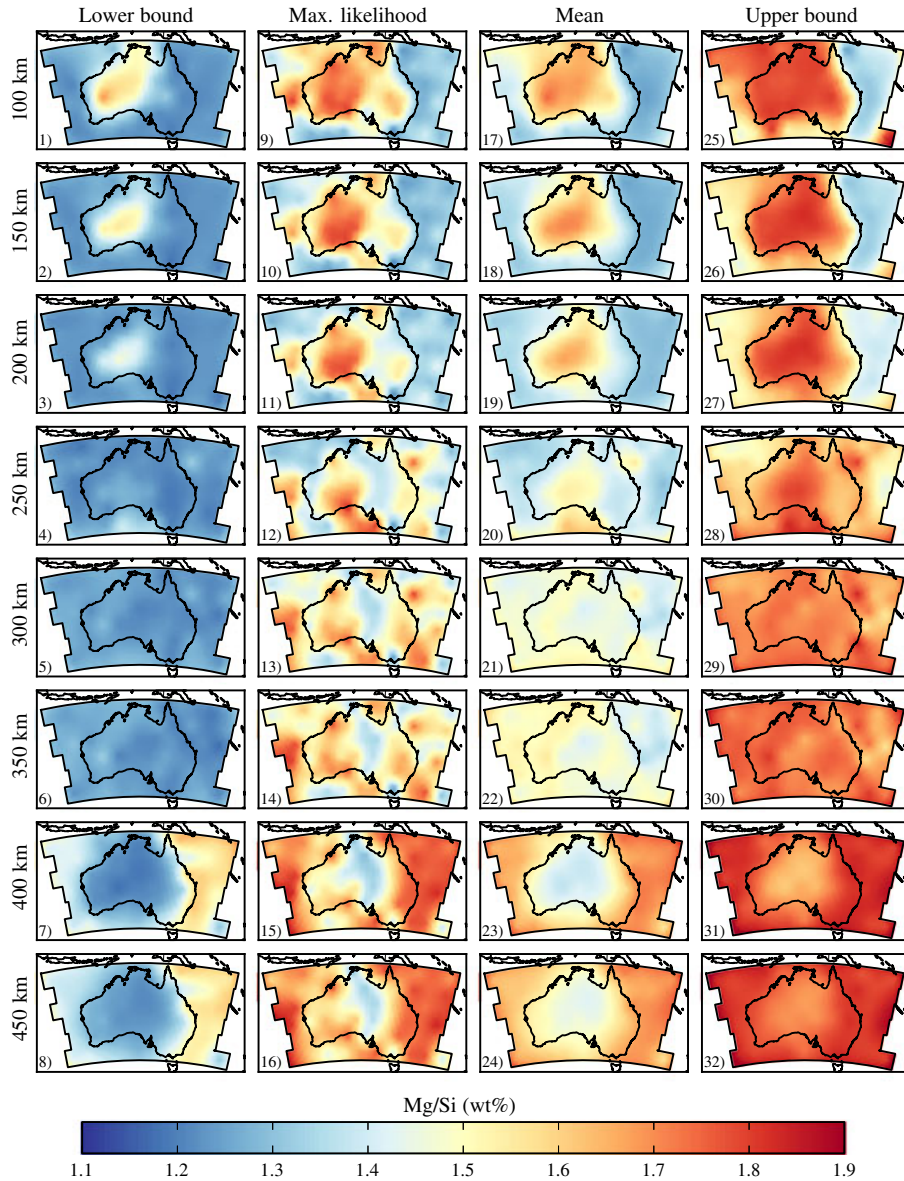 Lower bound Max. likelihood Mean Upper bound
100 km
1) 9) 17) 25)
150 km
2) 10) 18) 26)
200 km
3) 11) 19) 27)
250 km
4) 12) 20) 28)
300 km
5) 13) 21) 29)
350 km
6) 14) 22) 30)
400 km
7) 15) 23) 31)
450 km
8) 16) 24) 32)
Mg/Si (wt%)
1.1 1.2 1.3 1.4 1.5 1.6 1.7 1.8 1.9